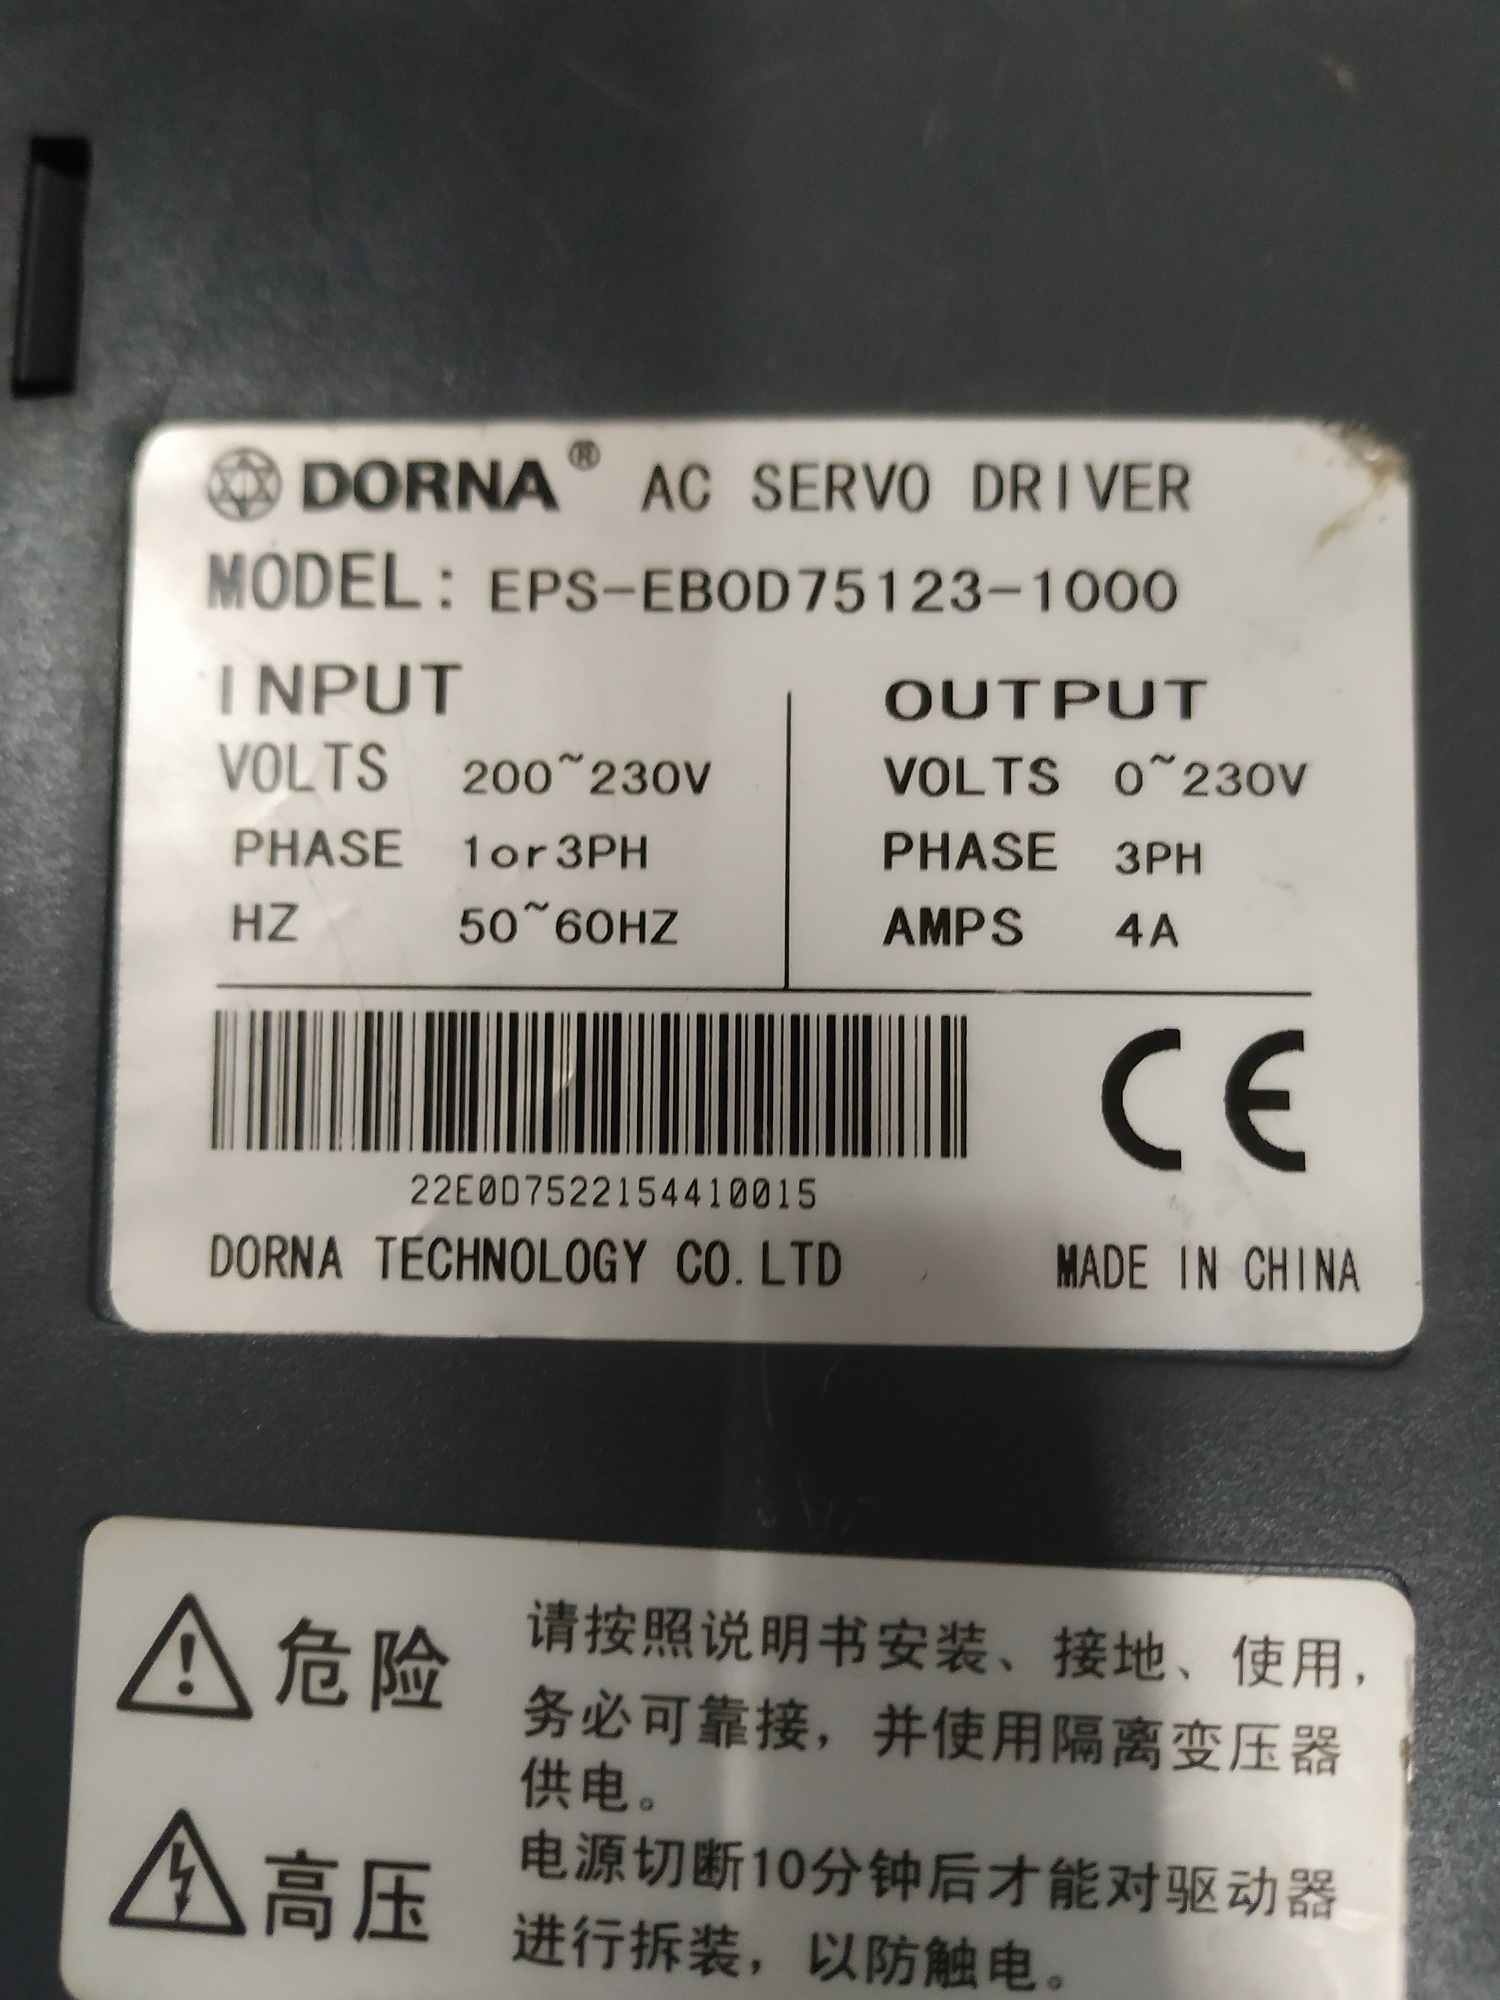 DORNA® AC SERVO DRIVER
MODEL: EPS-EB0D75123-1000
INPUT
VOLTS 200~230V
PHASE 1or3PH
HZ 50~60HZ
OUTPUT
VOLTS 0~230V
PHASE 3PH
AMPS 4A
22E0D7522154410015
CE
DORNA TECHNOLOGY CO.LTD
MADE IN CHINA
危险
请按照说明书安装、接地、使用，
务必可靠接，并使用隔离变压器
供电。
高压
电源切断10分钟后才能对驱动器
进行拆装，以防触电。